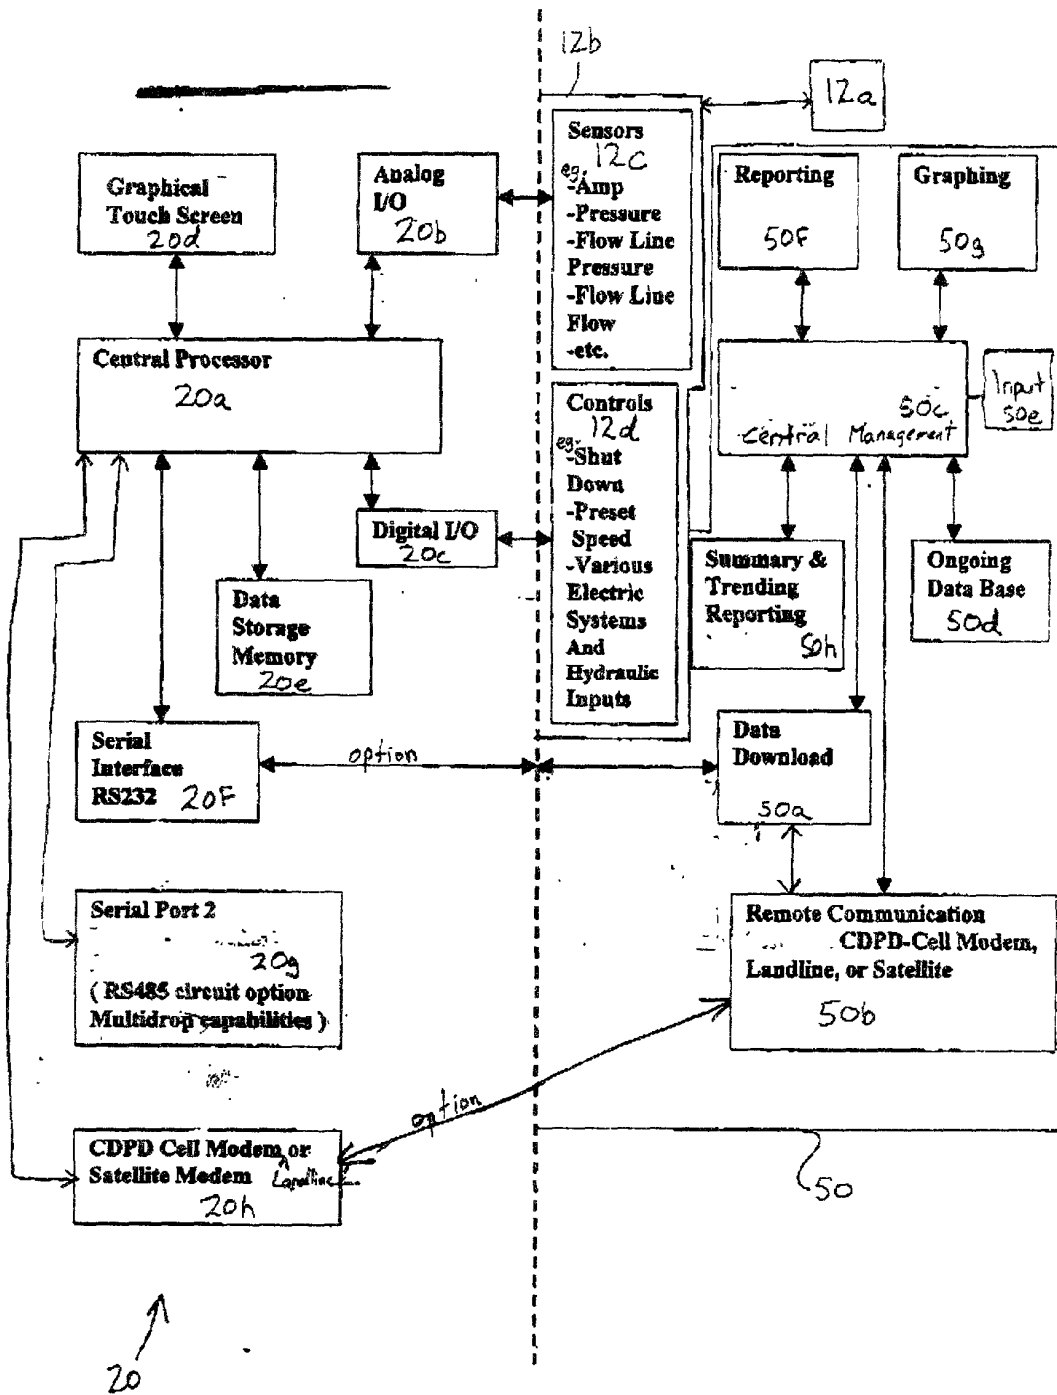 12b
12a
Sensors
12c
eg.
-Amp
-Pressure
-Flow Line
Pressure
-Flow Line
Flow
-etc.
Graphical
Touch Screen
20d
Analog
I/O
20b
Reporting
50f
Graphing
50g
Central Processor
20a
Controls
12d
eg.
-Shut
Down
-Preset
Speed
-Various
Electric
Systems
And
Hydraulic
Inputs
50c
Central Management
Input
50e
Digital I/O
20c
Data
Storage
Memory
20e
Summary &
Trending
Reporting
50h
Ongoing
Data Base
50d
Serial
Interface
RS232 20f
option
Data
Download
50a
Serial Port 2
20g
( RS485 circuit option
Multidrop capabilities )
Remote Communication
CDPD-Cell Modem,
Landline, or Satellite
50b
option
CDPD Cell Modem or
Satellite Modem Landline
20h
50
20